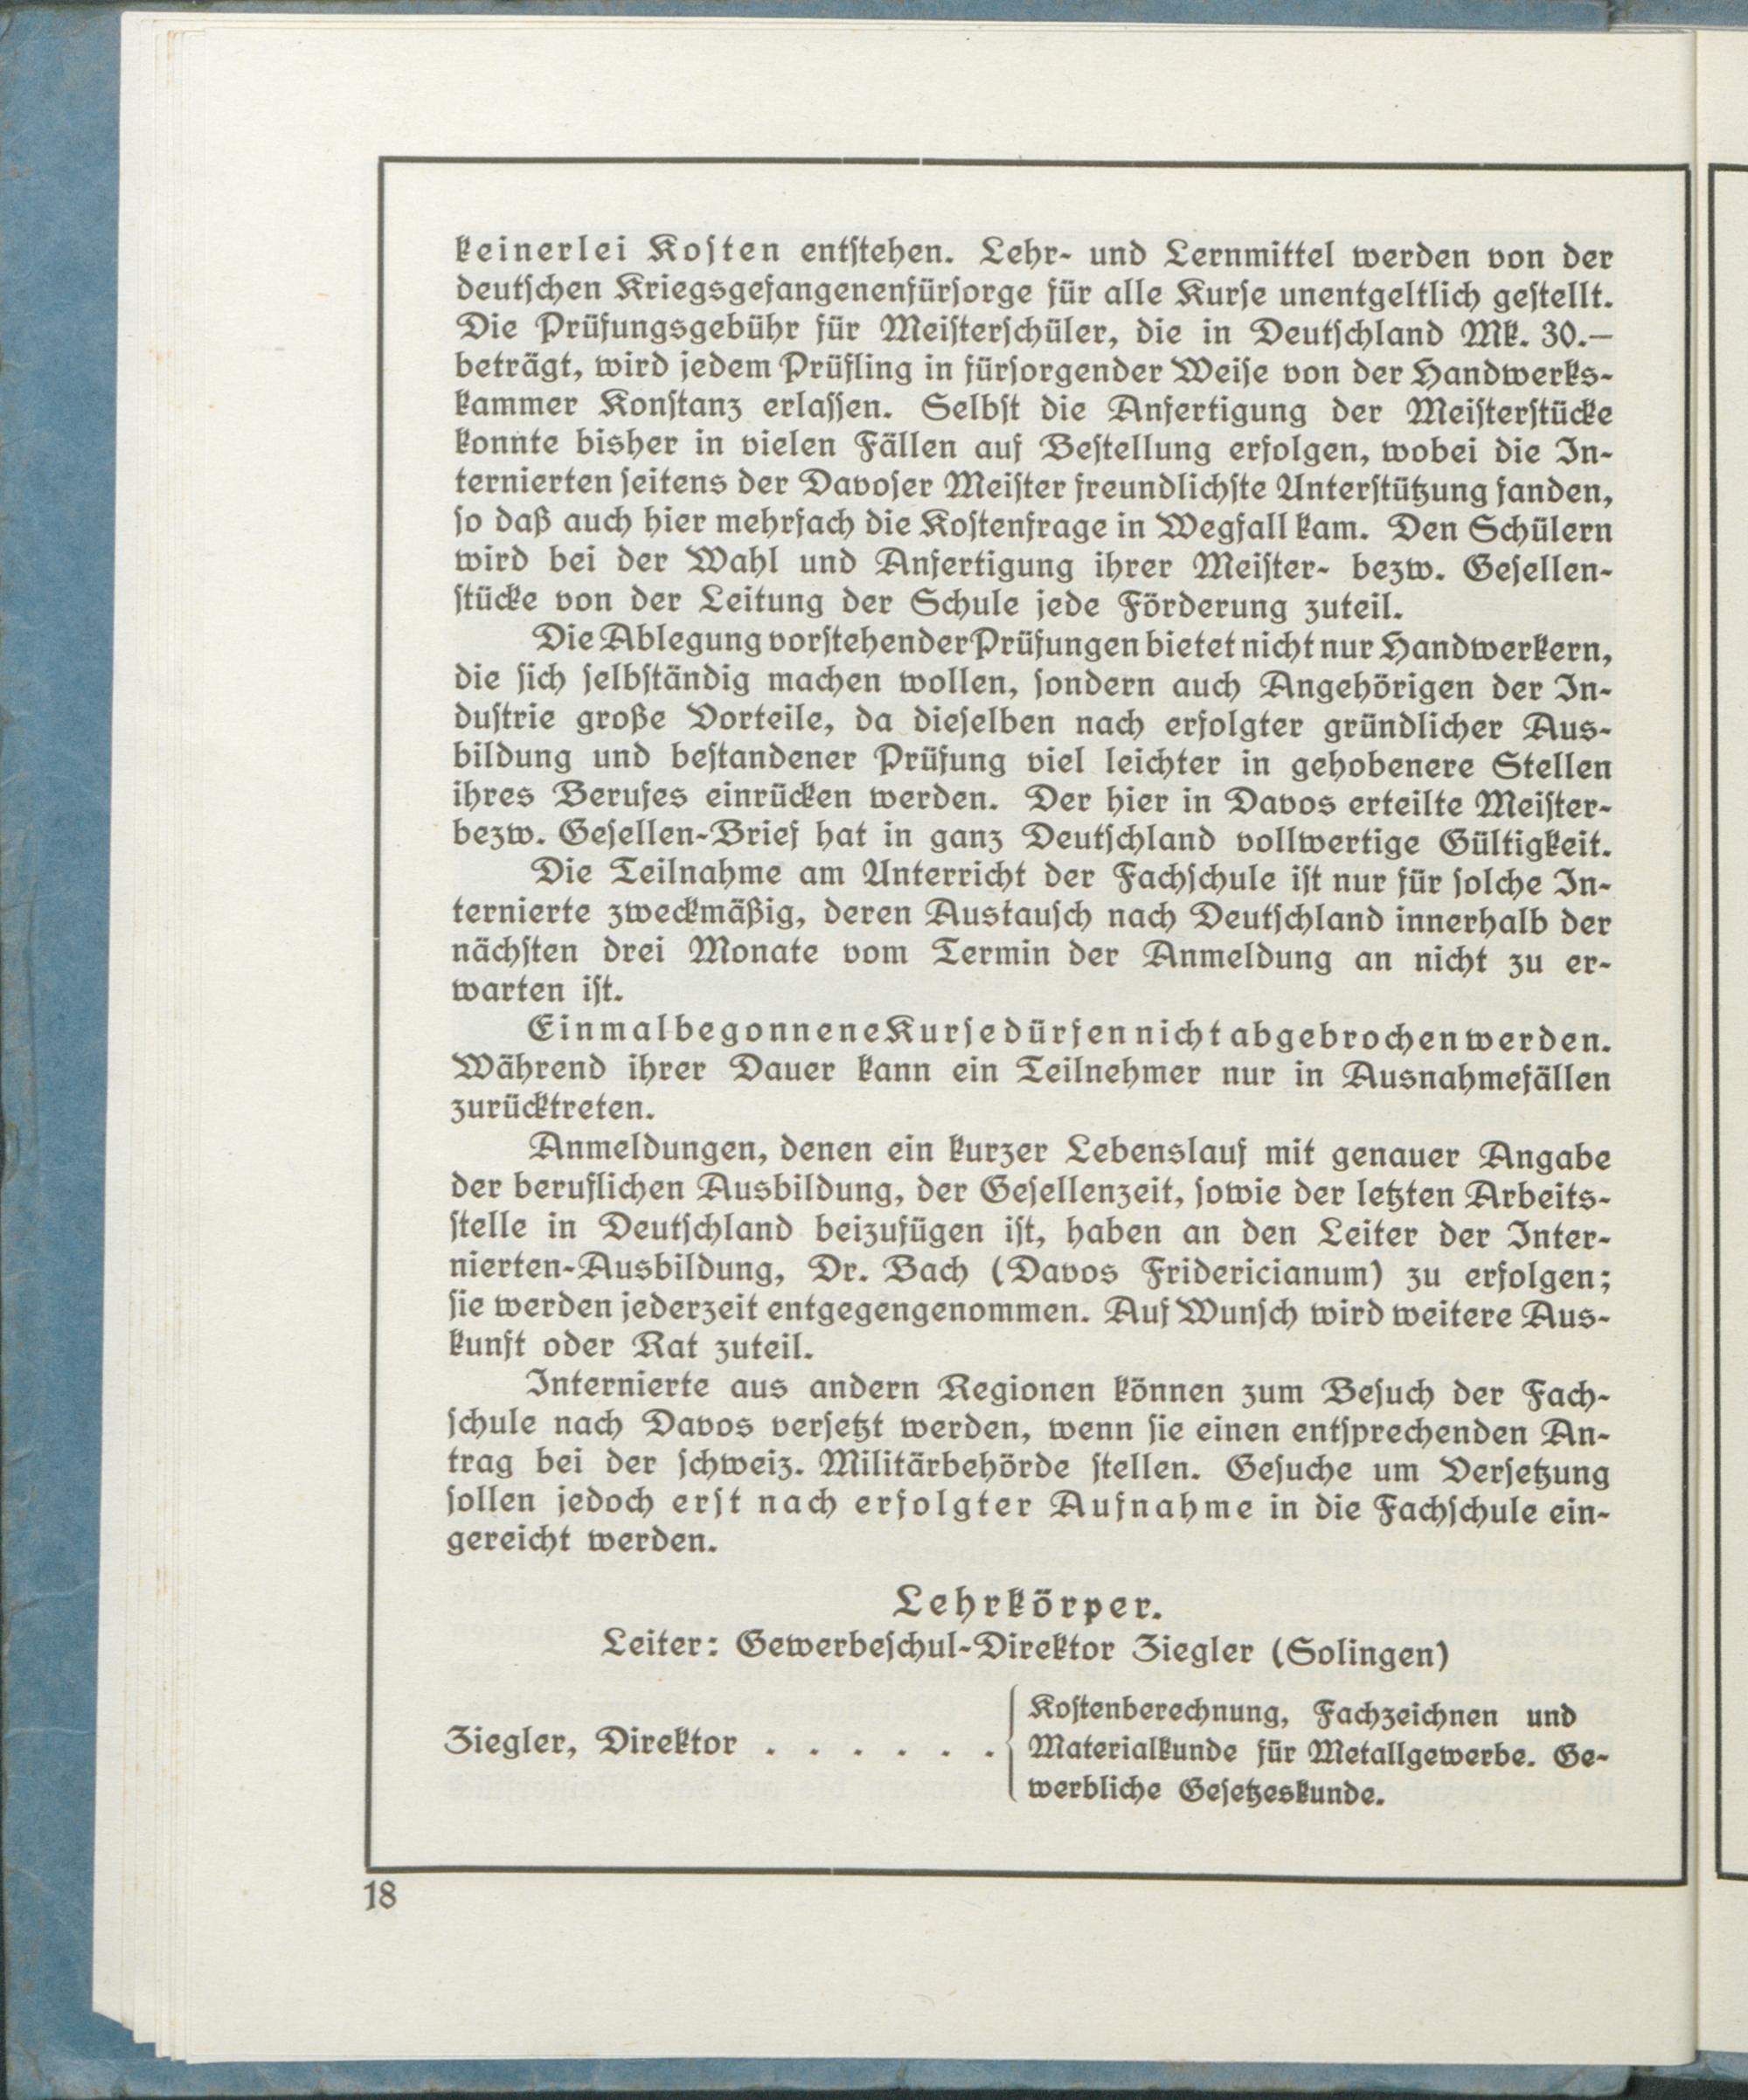 keinerlei Kosten entstehen. Lehr- und Lernmittel werden von der
deutschen Kriegsgefangenenfürsorge für alle Kurse unentgeltlich gestellt.
Die Prüfungsgebühr für Meisterschüler, die in Deutschland Mk. 30.—
beträgt, wird jedem Prüfling in fürsorgender Weise von der Handwerks-
kammer Konstanz erlassen. Selbst die Anfertigung der Meisterstücke
konnte bisher in vielen Fällen auf Bestellung erfolgen, wobei die In-
ternierten seitens der Davoser Meister freundlichste Unterstützung fanden,
so daß auch hier mehrfach die Kostenfrage in Wegfall kam. Den Schülern
wird bei der Wahl und Anfertigung ihrer Meister- bezw. Gesellen-
stücke von der Leitung der Schule jede Förderung zuteil.
Die Ablegung vorstehender Prüfungen bietet nicht nur Handwerkern,
die sich selbständig machen wollen, sondern auch Angehörigen der In-
dustrie große Vorteile, da dieselben nach erfolgter gründlicher Aus-
bildung und bestandener Prüfung viel leichter in gehobenere Stellen
ihres Berufes einrücken werden. Der hier in Davos erteilte Meister-
bezw. Gesellen-Brief hat in ganz Deutschland vollwertige Gültigkeit.
Die Teilnahme am Unterricht der Fachschule ist nur für solche In-
ternierte zweckmäßig, deren Austausch nach Deutschland innerhalb der
nächsten drei Monate vom Termin der Anmeldung an nicht zu er-
warten ist.
Einmal begonnene Kurse dürfen nicht abgebrochen werden.
Während ihrer Dauer kann ein Teilnehmer nur in Ausnahmefällen
zurücktreten.
Anmeldungen, denen ein kurzer Lebenslauf mit genauer Angabe
der beruflichen Ausbildung, der Gesellenzeit, sowie der letzten Arbeits-
stelle in Deutschland beizufügen ist, haben an den Leiter der Inter-
nierten-Ausbildung, Dr. Bach (Davos Fridericianum) zu erfolgen;
sie werden jederzeit entgegengenommen. Auf Wunsch wird weitere Aus-
kunft oder Rat zuteil.
Internierte aus andern Regionen können zum Besuch der Fach-
schule nach Davos versetzt werden, wenn sie einen entsprechenden An-
trag bei der schweiz. Militärbehörde stellen. Gesuche um Versetzung
sollen jedoch erst nach erfolgter Aufnahme in die Fachschule ein-
gereicht werden.
Lehrkörper.
Leiter: Gewerbeschul-Direktor Ziegler (Solingen)
Ziegler, Direktor . . . . . . .
Kostenberechnung, Fachzeichnen und
Materialkunde für Metallgewerbe. Ge-
werbliche Gesetzeskunde.
18